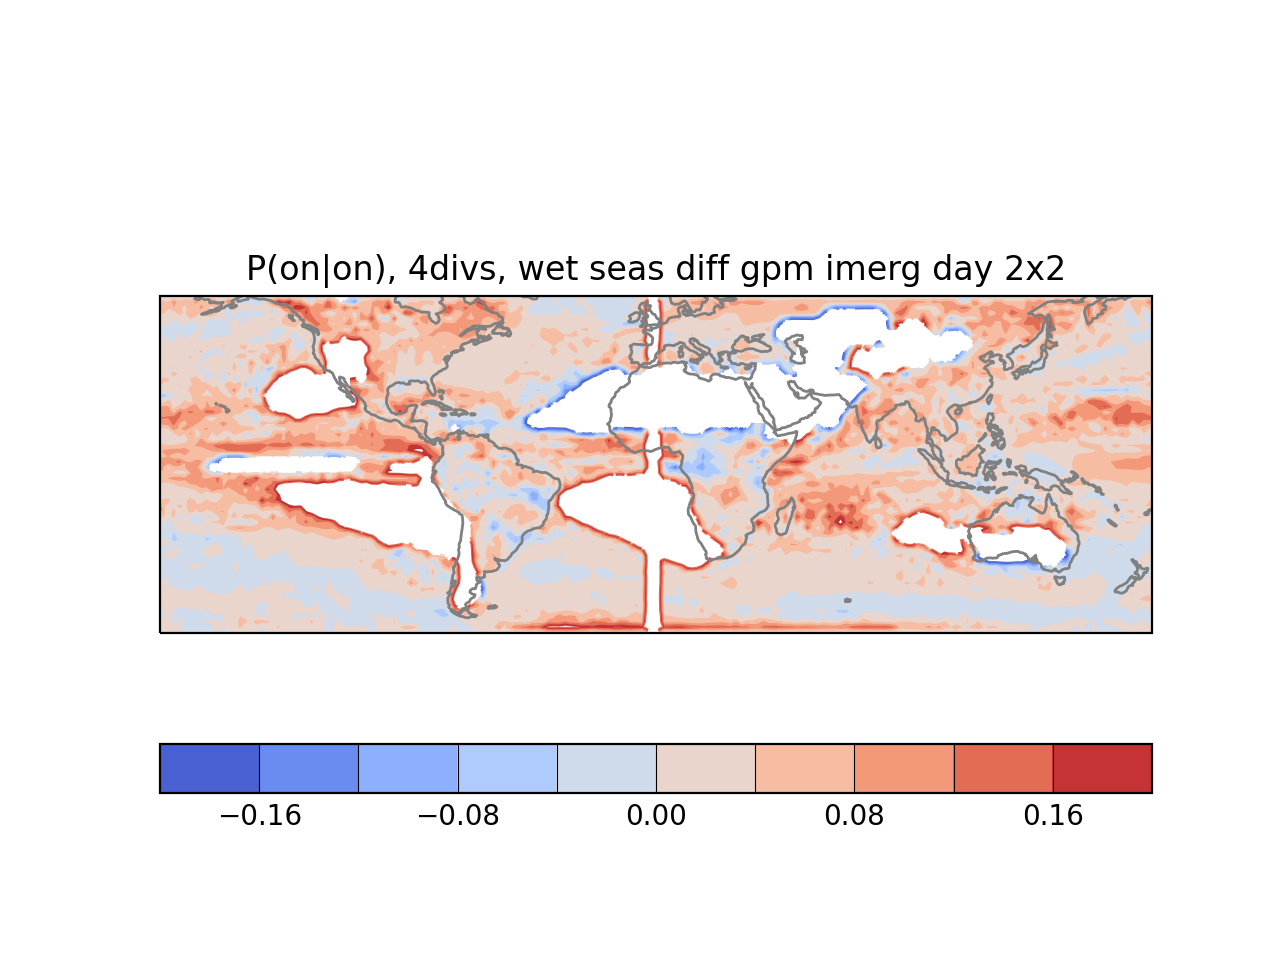 P(on|on), 4divs, wet seas diff gpm imerg day 2x2
−0.16 −0.08 0.00 0.08 0.16